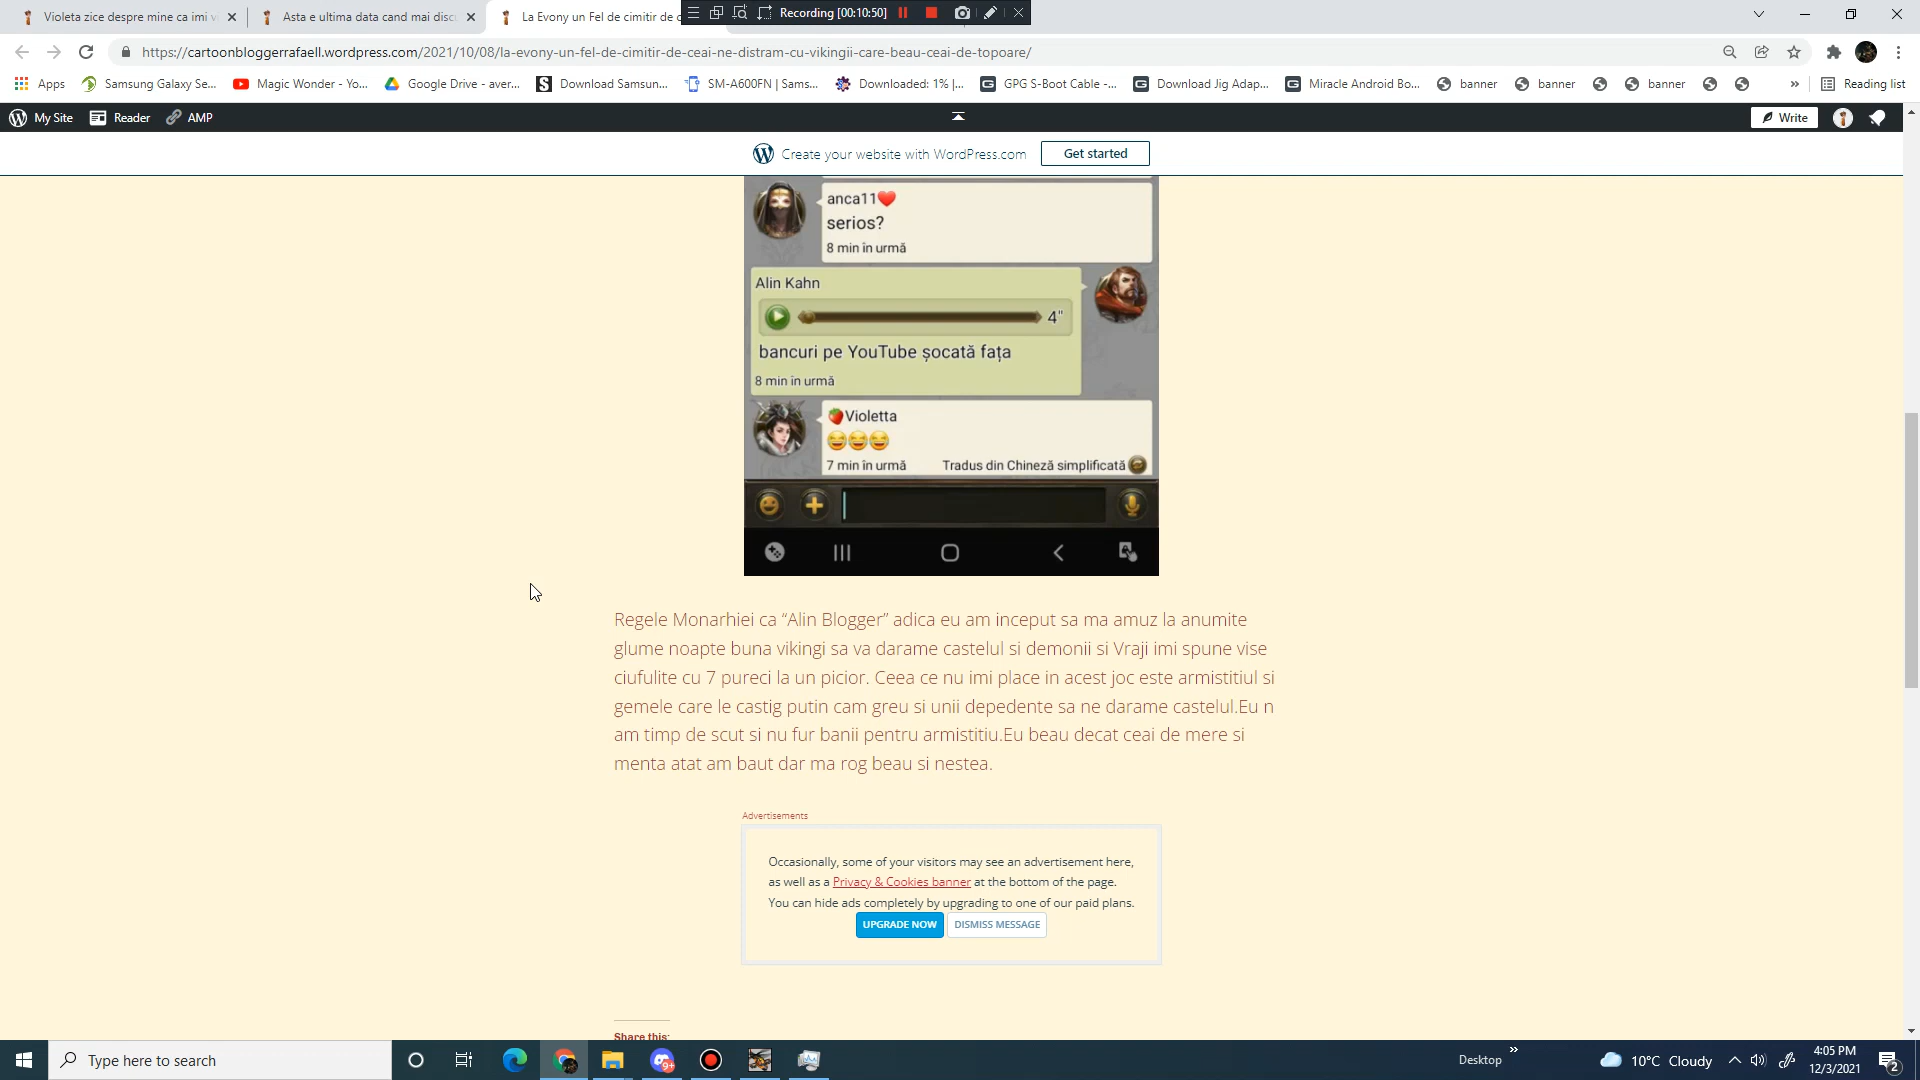 Violeta zice despre mine ca imi v
Asta e ultima data cand mai disc
La Evony un Fel de cimitir de c
Recording [00:10:50]
https://cartoonbloggerrafaell.wordpress.com/2021/10/08/la-evony-un-fel-de-cimitir-de-ceai-ne-distram-cu-vikingii-care-beau-ceai-de-topoare/
Apps
Samsung Galaxy Se...
Magic Wonder - Yo...
Google Drive - aver...
Download Samsun...
SM-A600FN | Sams...
Downloaded: 1% |...
GPG S-Boot Cable -...
Download Jig Adap...
Miracle Android Bo...
banner
banner
banner
»
Reading list
My Site
Reader
AMP
Write
Create your website with WordPress.com
Get started
anca11❤️
serios?
8 min în urmă
Alin Kahn
4"
bancuri pe YouTube șocată fața
8 min în urmă
🍓Violetta
😂😂😂
7 min în urmă Tradus din Chineză simplificată
Regele Monarhiei ca “Alin Blogger” adica eu am inceput sa ma amuz la anumite
glume noapte buna vikingi sa va darame castelul si demonii si Vraji imi spune vise
ciufulite cu 7 pureci la un picior. Ceea ce nu imi place in acest joc este armistitiul si
gemele care le castig putin cam greu si unii depedente sa ne darame castelul.Eu n
am timp de scut si nu fur banii pentru armistitiu.Eu beau decat ceai de mere si
menta atat am baut dar ma rog beau si nestea.
Advertisements
Occasionally, some of your visitors may see an advertisement here,
as well as a Privacy & Cookies banner at the bottom of the page.
You can hide ads completely by upgrading to one of our paid plans.
UPGRADE NOW
DISMISS MESSAGE
Share this:
Type here to search
9+
Desktop
»
10°C Cloudy
4:05 PM
12/3/2021
2